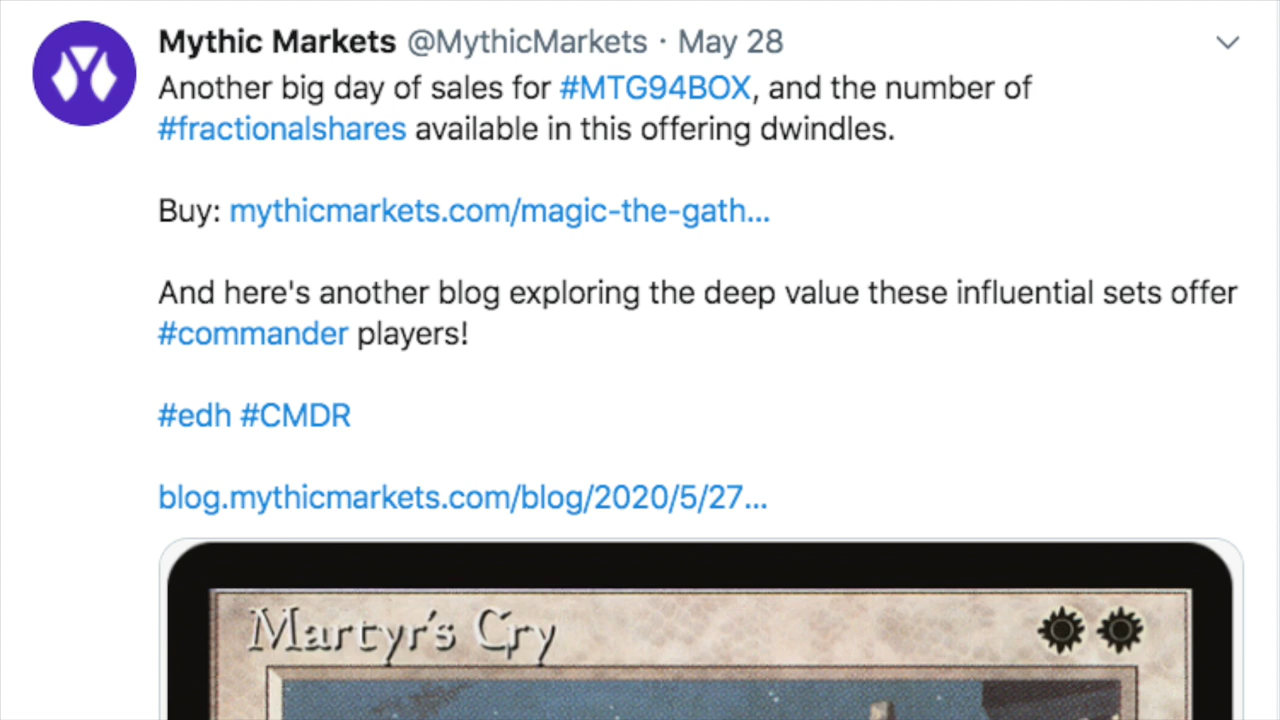 Mythic Markets @MythicMarkets · May 28
Another big day of sales for #MTG94BOX, and the number of
#fractionalshares available in this offering dwindles.
Buy: mythicmarkets.com/magic-the-gath...
And here's another blog exploring the deep value these influential sets offer
#commander players!
#edh #CMDR
blog.mythicmarkets.com/blog/2020/5/27...
Martyr's Cry